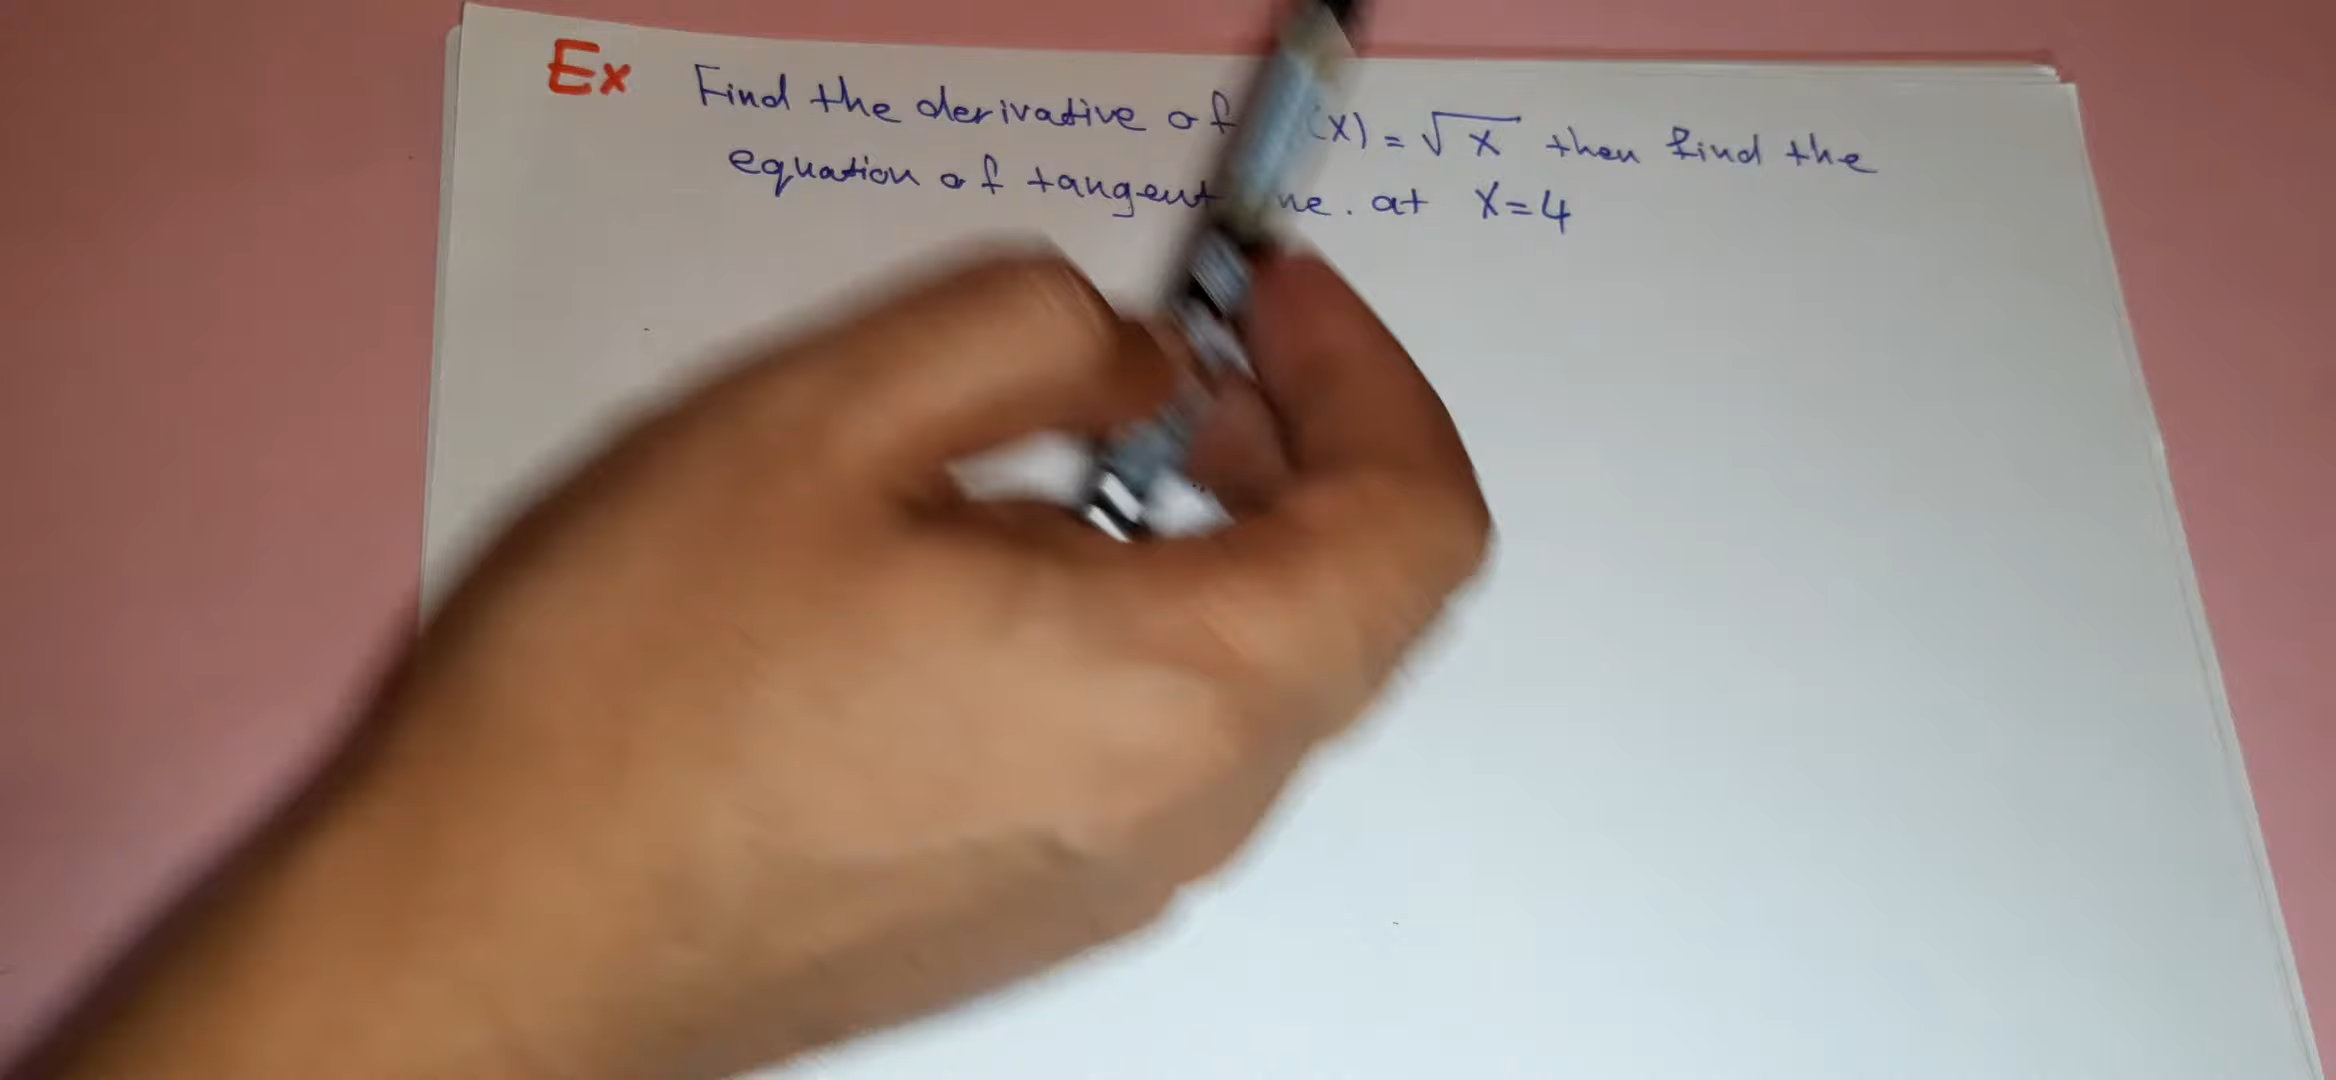 Ex Find the derivative of (x) = √x then find the
equation of tangent ne. at X=4